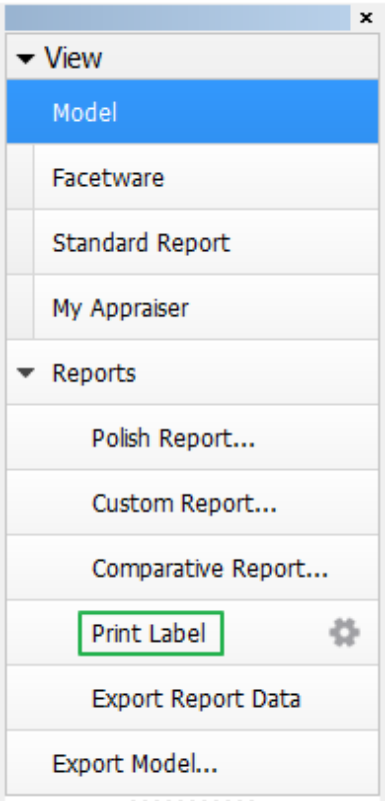 View
Model
Facetware
Standard Report
My Appraiser
Reports
Polish Report...
Custom Report...
Comparative Report...
Print Label
Export Report Data
Export Model...